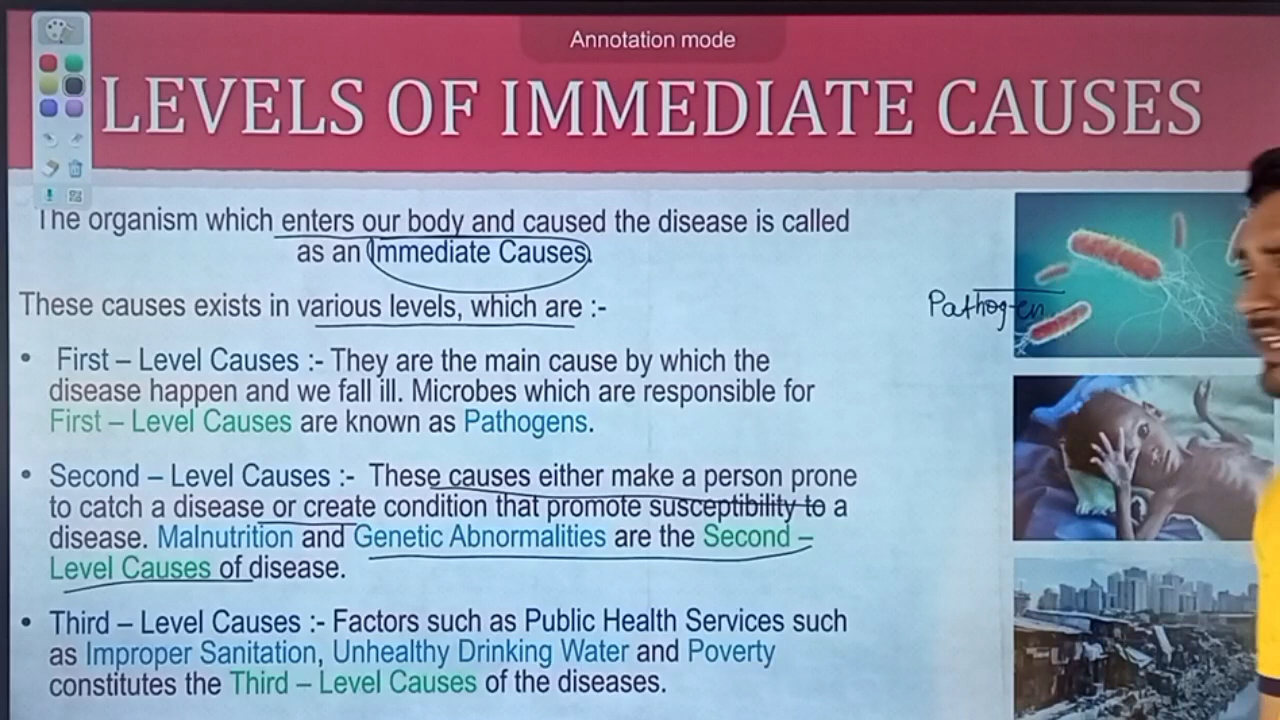 Annotation mode
LEVELS OF IMMEDIATE CAUSES
The organism which enters our body and caused the disease is called
as an Immediate Causes.
These causes exists in various levels, which are :-
Pathogen
• First – Level Causes :- They are the main cause by which the
disease happen and we fall ill. Microbes which are responsible for
First – Level Causes are known as Pathogens.
• Second – Level Causes :- These causes either make a person prone
to catch a disease or create condition that promote susceptibility to a
disease. Malnutrition and Genetic Abnormalities are the Second –
Level Causes of disease.
• Third – Level Causes :- Factors such as Public Health Services such
as Improper Sanitation, Unhealthy Drinking Water and Poverty
constitutes the Third – Level Causes of the diseases.